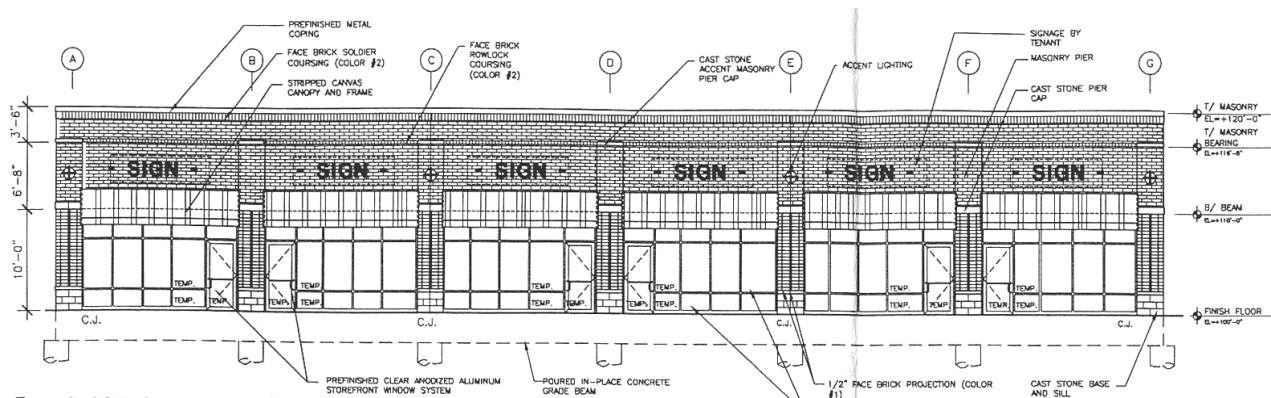 PREFINISHED METAL
COPING
FACE BRICK SOLDIER
COURSING (COLOR #2)
STRIPPED CANVAS
CANOPY AND FRAME
FACE BRICK
ROWLOCK
COURSING
(COLOR #2)
CAST STONE
ACCENT MASONRY
PIER CAP
ACCENT LIGHTING
SIGNAGE BY
TENANT
MASONRY PIER
CAST STONE PIER
CAP
A
B
C
D
E
F
G
3'-6"
6'-8"
10'-0"
T/ MASONRY
EL=+120'-0"
T/ MASONRY
BEARING
B/ BEAM
EL=+110'-0"
FINISH FLOOR
EL=+100'-0"
- SIGN - - SIGN - - SIGN - - SIGN - - SIGN - - SIGN -
TEMP. TEMP. TEMP. TEMP. TEMP. TEMP.
TEMP. TEMP. TEMP. TEMP. TEMP. TEMP. TEMP. TEMP. TEMP. TEMP. TEMP. TEMP.
C.J. C.J. C.J. C.J.
PREFINISHED CLEAR ANODIZED ALUMINUM
STOREFRONT WINDOW SYSTEM
POURED IN-PLACE CONCRETE
GRADE BEAM
1/2" FACE BRICK PROJECTION (COLOR
#1)
CAST STONE BASE
AND SILL